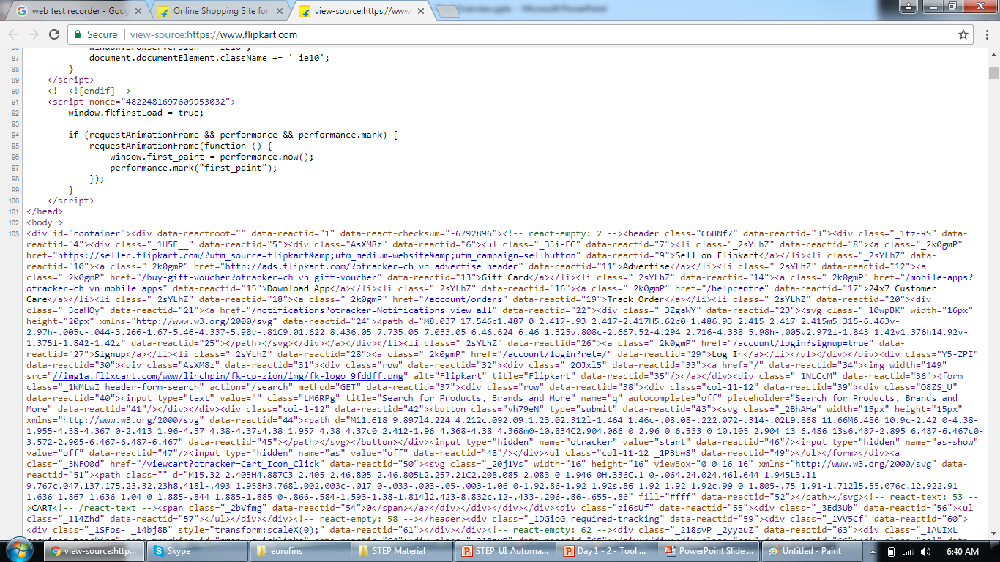 web test recorder - Goo
Online Shopping Site for
view-source:https://www
Overview.pptx - Microsoft PowerPoint
Secure view-source:https://www.flipkart.com
87 document.documentElement.className += ' ie10';
88 }
89 </script>
90 <!--<![endif]-->
91 <script nonce="4822481697609953032">
92 window.fkfirstLoad = true;
93
94 if (requestAnimationFrame && performance && performance.mark) {
95 requestAnimationFrame(function () {
96 window.first_paint = performance.now();
97 performance.mark("first_paint");
98 });
99 }
100 </script>
101 </head>
102 <body >
103 <div id="container"><div data-reactroot="" data-reactid="1" data-react-checksum="-6792896"><!-- react-empty: 2 --><header class="CGBNf7" data-reactid="3"><div class="_1tz-RS" data-
reactid="4"><div class="_1H5F__" data-reactid="5"><div class="AsXM8z" data-reactid="6"><ul class="_3Ji-EC" data-reactid="7"><li class="_2sYLhZ" data-reactid="8"><a class="_2k0gmP"
href="https://seller.flipkart.com/?utm_source=flipkart&amp;utm_medium=website&amp;utm_campaign=sellbutton" data-reactid="9">Sell on Flipkart</a></li><li class="_2sYLhZ" data-
reactid="10"><a class="_2k0gmP" href="http://ads.flipkart.com/?otracker=ch_vn_advertise_header" data-reactid="11">Advertise</a></li><li class="_2sYLhZ" data-reactid="12"><a
class="_2k0gmP" href="/buy-gift-voucher?otracker=ch_vn_gift-voucher" data-reactid="13">Gift Card</a></li><li class="_2sYLhZ" data-reactid="14"><a class="_2k0gmP" href="/mobile-apps?
otracker=ch_vn_mobile_apps" data-reactid="15">Download App</a></li><li class="_2sYLhZ" data-reactid="16"><a class="_2k0gmP" href="/helpcentre" data-reactid="17">24x7 Customer
Care</a></li><li class="_2sYLhZ" data-reactid="18"><a class="_2k0gmP" href="/account/orders" data-reactid="19">Track Order</a></li><li class="_2sYLhZ" data-reactid="20"><div
class="_3caHOy" data-reactid="21"><a href="/notifications?otracker=Notifications_view_all" data-reactid="22"><div class="_3ZgaWY" data-reactid="23"><svg class="_10wpBK" width="16px"
height="20px" xmlns="http://www.w3.org/2000/svg" data-reactid="24"><path d="M8.037 17.546c1.487 0 2.417-.93 2.417-2.417H5.62c0 1.486.93 2.415 2.417 2.415m5.315-6.463v-
2.97h-.005c-.044-3.266-1.67-5.46-4.337-5.98v-.81C9.01.622 8.436.05 7.735.05 7.033.05 6.46.624 6.46 1.325v.808c-2.667.52-4.294 2.716-4.338 5.98h-.005v2.972l-1.843 1.42v1.376h14.92v-
1.375l-1.842-1.42z" data-reactid="25"></path></svg></div></a></div></li><li class="_2sYLhZ" data-reactid="26"><a class="_2k0gmP" href="/account/login?signup=true" data-
reactid="27">Signup</a></li><li class="_2sYLhZ" data-reactid="28"><a class="_2k0gmP" href="/account/login?ret=/" data-reactid="29">Log In</a></li></ul></div></div><div class="Y5-ZPI"
data-reactid="30"><div class="AsXM8z" data-reactid="31"><div class="row" data-reactid="32"><div class="_2OJxl5" data-reactid="33"><a href="/" data-reactid="34"><img width="149"
src="//img1a.flixcart.com/www/linchpin/fk-cp-zion/img/fk-logo_9fddff.png" alt="Flipkart" title="Flipkart" data-reactid="35"/></a></div><div class="_1NLCcM" data-reactid="36"><form
class="_1WMLwI header-form-search" action="/search" method="GET" data-reactid="37"><div class="row" data-reactid="38"><div class="col-11-12" data-reactid="39"><div class="O8ZS_U"
data-reactid="40"><input type="text" value="" class="LM6RPg" title="Search for Products, Brands and More" name="q" autocomplete="off" placeholder="Search for Products, Brands and
More" data-reactid="41"/></div></div><div class="col-1-12" data-reactid="42"><button class="vh79eN" type="submit" data-reactid="43"><svg class="_2BhAHa" width="15px" height="15px"
xmlns="http://www.w3.org/2000/svg" data-reactid="44"><path d="M11.618 9.897l4.224 4.212c.092.09.1.23.02.312l-1.464 1.46c-.08.08-.222.072-.314-.02L9.868 11.66M6.486 10.9c-2.42 0-4.38-
1.955-4.38-4.367 0-2.413 1.96-4.37 4.38-4.37s4.38 1.957 4.38 4.37c0 2.412-1.96 4.368-4.38 4.368m0-10.834C2.904.066 0 2.96 0 6.533 0 10.105 2.904 13 6.486 13s6.487-2.895 6.487-6.467c0-
3.572-2.905-6.467-6.487-6.467" data-reactid="45"></path></svg></button></div><input type="hidden" name="otracker" value="start" data-reactid="46"/><input type="hidden" name="as-show"
value="off" data-reactid="47"/><input type="hidden" name="as" value="off" data-reactid="48"/></div><ul class="col-11-12 _1PBbw8" data-reactid="49"></ul></form></div><a
class="_3NFO0d" href="/viewcart?otracker=Cart_Icon_Click" data-reactid="50"><svg class="_20j1Vs" width="16" height="16" viewBox="0 0 16 16" xmlns="http://www.w3.org/2000/svg" data-
reactid="51"><path class="" d="M15.32 2.405H4.887C3 2.405 2.46.805 2.46.805L2.257.21C2.208.085 2.083 0 1.946 0H.336C.1 0-.064.24.024.46l.644 1.945L3.11
9.767c.047.137.175.23.32.23h8.418l-.493 1.958H3.768l.002.003c-.017 0-.033-.003-.05-.003-1.06 0-1.92.86-1.92 1.92s.86 1.92 1.92 1.92c.99 0 1.805-.75 1.91-1.712l5.55.076c.12.922.91
1.636 1.867 1.636 1.04 0 1.885-.844 1.885-1.885 0-.866-.584-1.593-1.38-1.814l2.423-8.832c.12-.433-.206-.86-.655-.86" fill="#fff" data-reactid="52"></path></svg><!-- react-text: 53 --
>CART<!-- /react-text --><span class="_2bVfmg" data-reactid="54">0</span></a></div></div></div><div class="zi6sUf" data-reactid="55"><div class="_3Ed3Ub" data-reactid="56"><ul
class="_114Zhd" data-reactid="57"></ul></div></div><!-- react-empty: 58 --></header><div class="_1DGioG required-tracking" data-reactid="59"><div class="_1VV5Cf" data-reactid="60">
<div class="_1SFos- _14bj8B" style="transform:scaleX(0);" data-reactid="61"></div></div><!-- react-empty: 62 --><div class="_218svP _2yyzuZ" data-reactid="63"><div class="_1AUIxL
view-source:http...
Skype
eurofins
STEP Material
STEP_UI_Automa...
Day 1 - 2 - Tool ...
PowerPoint Slide ...
Untitled - Paint
6:40 AM